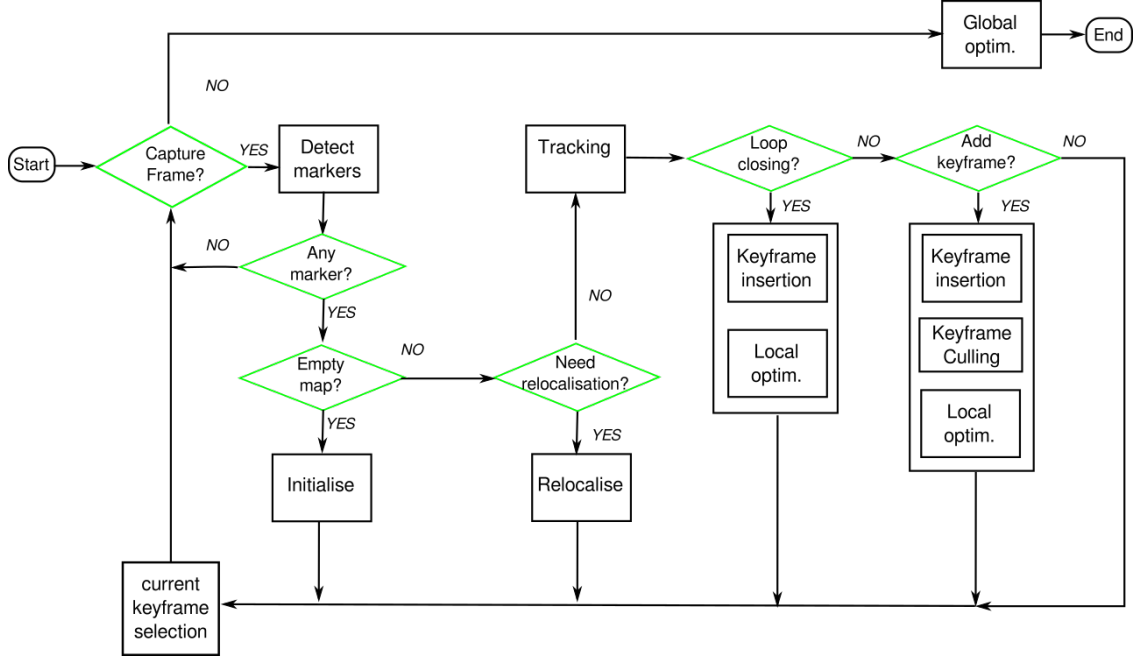 Global
optim.
End
NO
Start
Capture
Frame?
YES
Detect
markers
Tracking
Loop
closing?
NO
Add
keyframe?
NO
NO
Any
marker?
YES
YES
Keyframe
insertion
Local
optim.
Keyframe
insertion
Keyframe
Culling
Local
optim.
YES
NO
Empty
map?
NO
Need
relocalisation?
YES
YES
Initialise
Relocalise
current
keyframe
selection